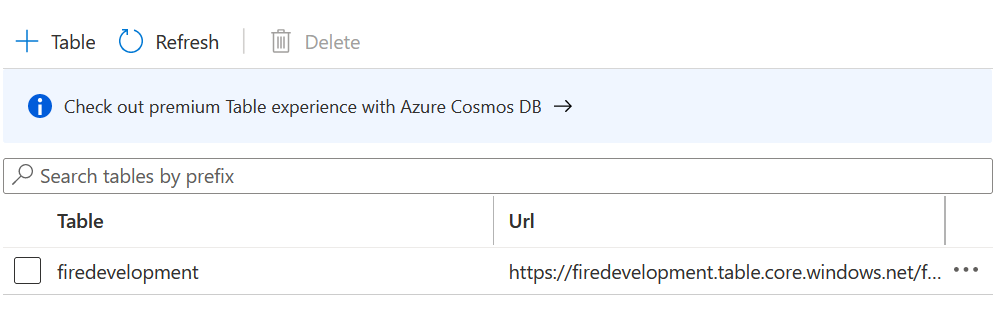 Table Refresh Delete
Check out premium Table experience with Azure Cosmos DB →
Search tables by prefix
Table Url
firedevelopment https://firedevelopment.table.core.windows.net/f... •••